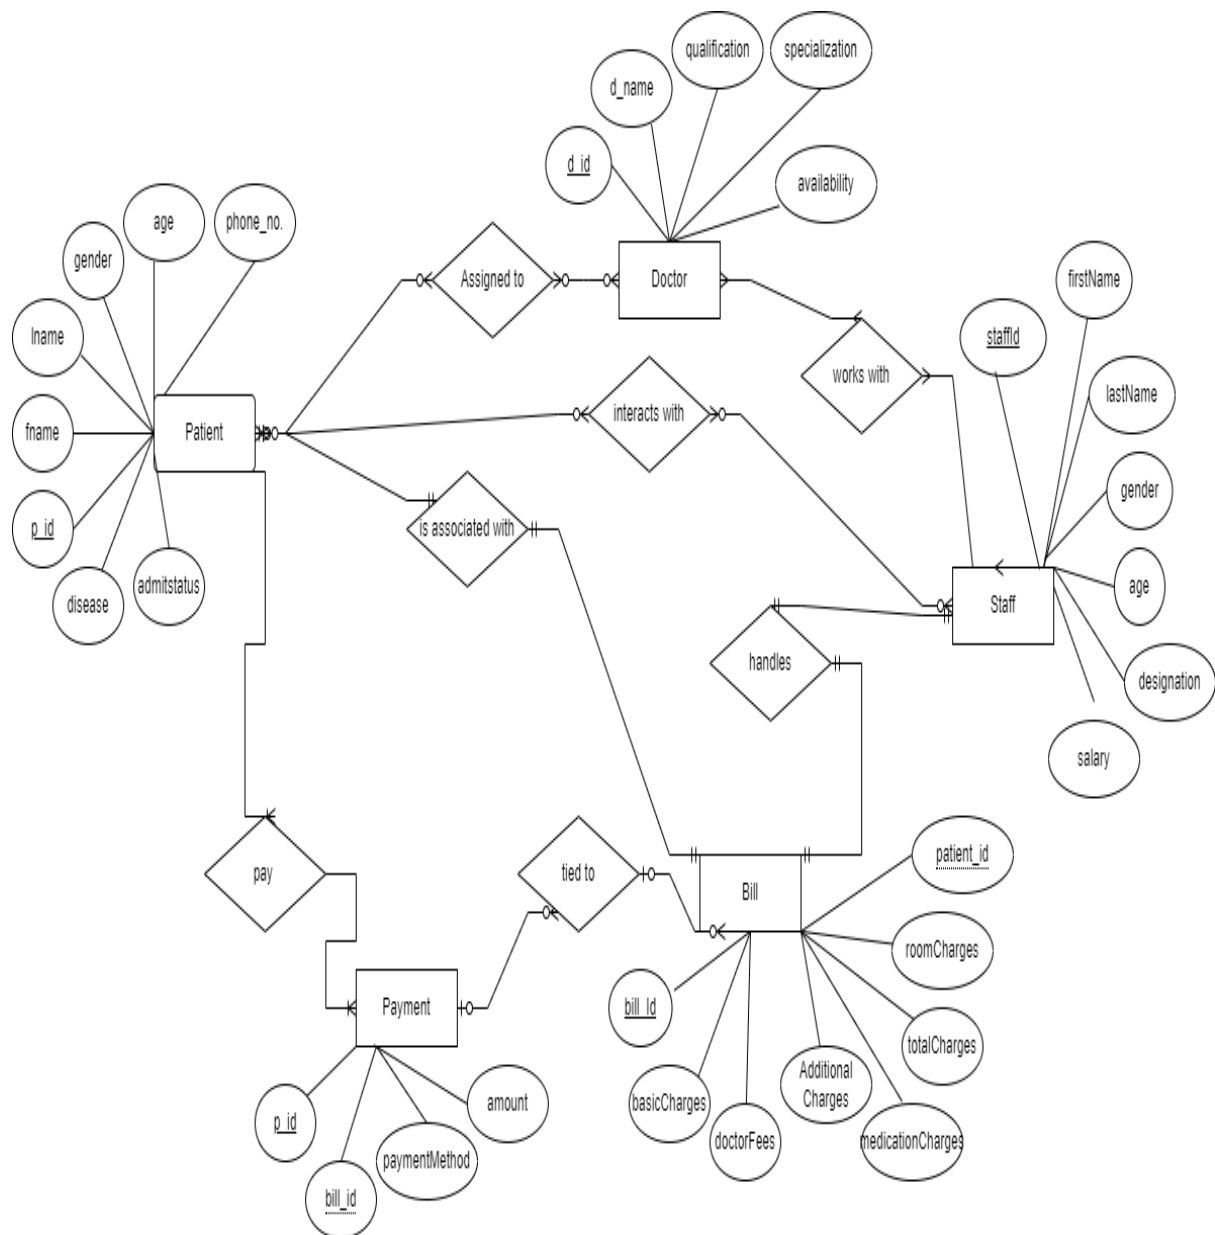 qualification
specialization
d_name
d_id
availability
age
phone_no.
gender
lname
fname
p_id
disease
admitstatus
Patient
Assigned to
Doctor
works with
interacts with
is associated with
staffId
firstName
lastName
gender
age
designation
salary
Staff
handles
pay
tied to
Bill
patient_id
roomCharges
totalCharges
medicationCharges
Additional
Charges
doctorFees
basicCharges
bill_Id
Payment
p_id
bill_id
paymentMethod
amount